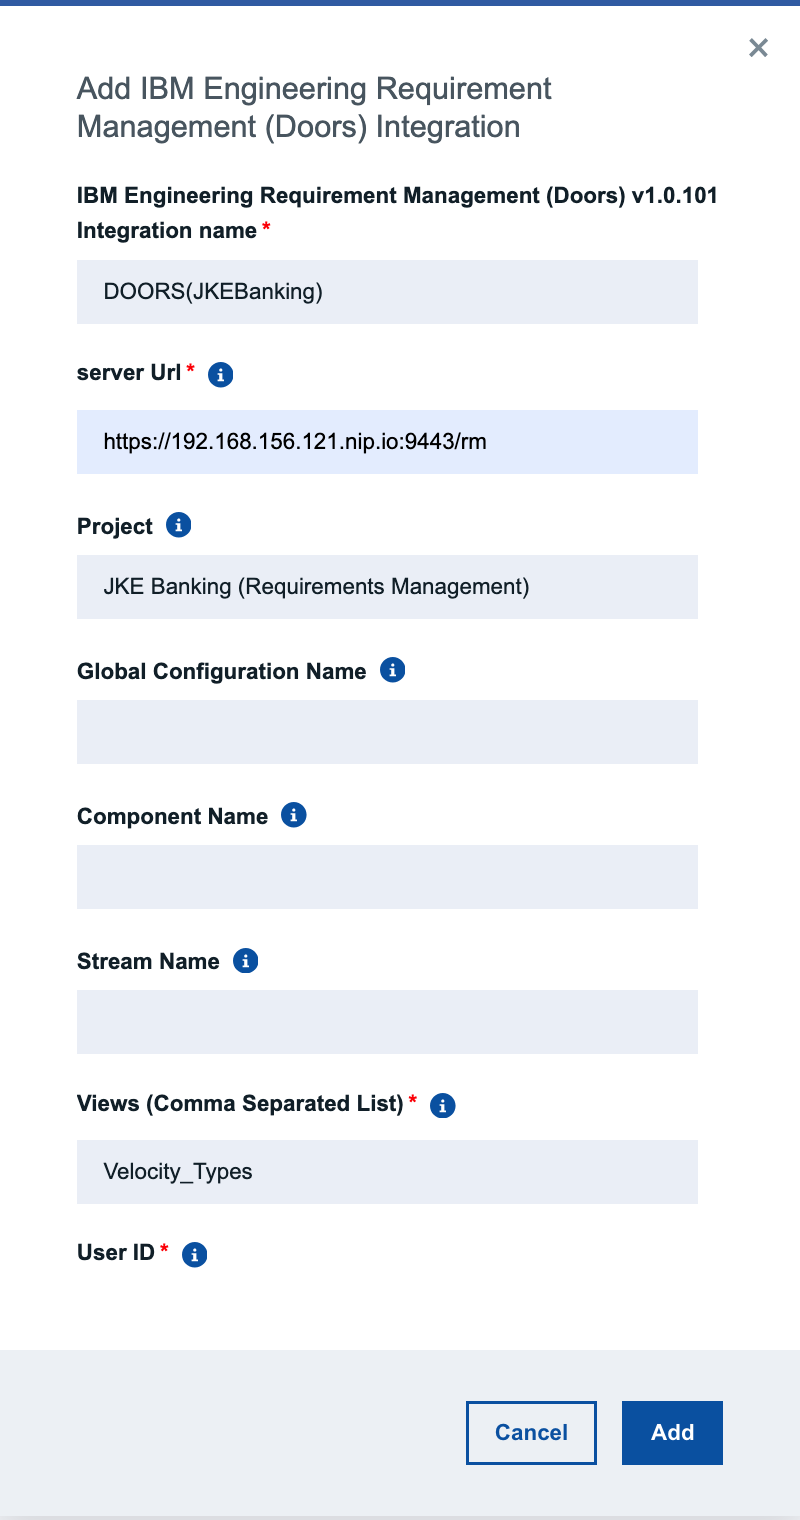 Add IBM Engineering Requirement
Management (Doors) Integration
IBM Engineering Requirement Management (Doors) v1.0.101
Integration name *
DOORS(JKEBanking)
server Url *
https://192.168.156.121.nip.io:9443/rm
Project
JKE Banking (Requirements Management)
Global Configuration Name
Component Name
Stream Name
Views (Comma Separated List) *
Velocity_Types
User ID *
Cancel Add